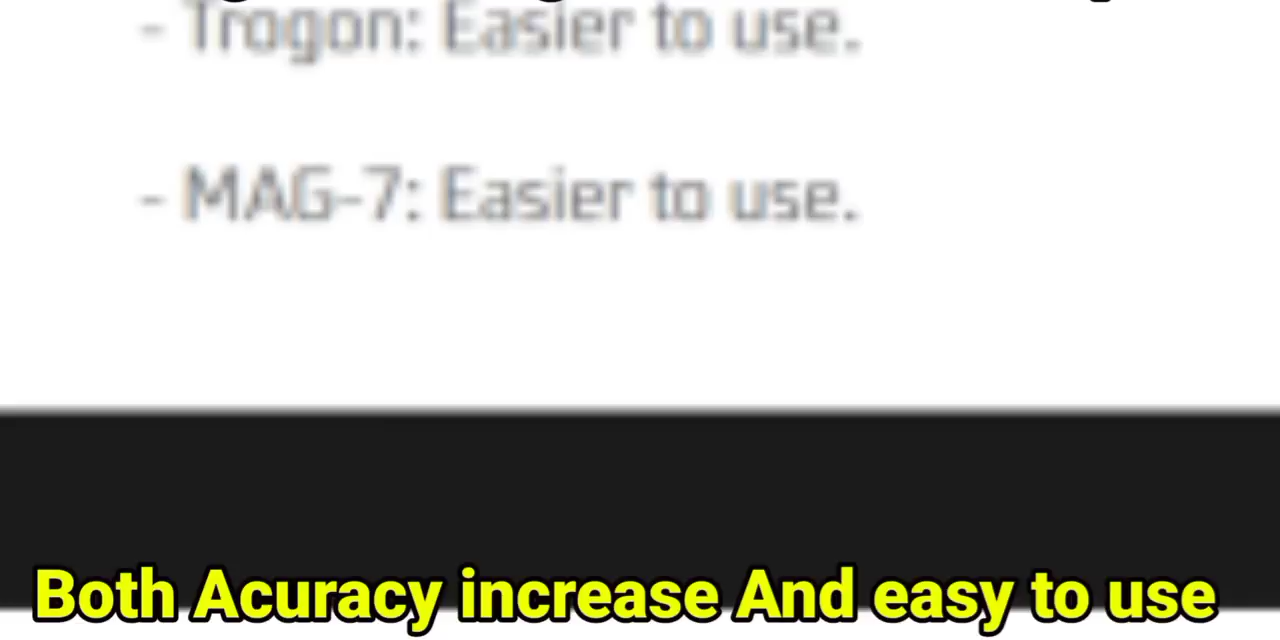 - Trogon: Easier to use.
- MAG-7: Easier to use.
Both Acuracy increase And easy to use